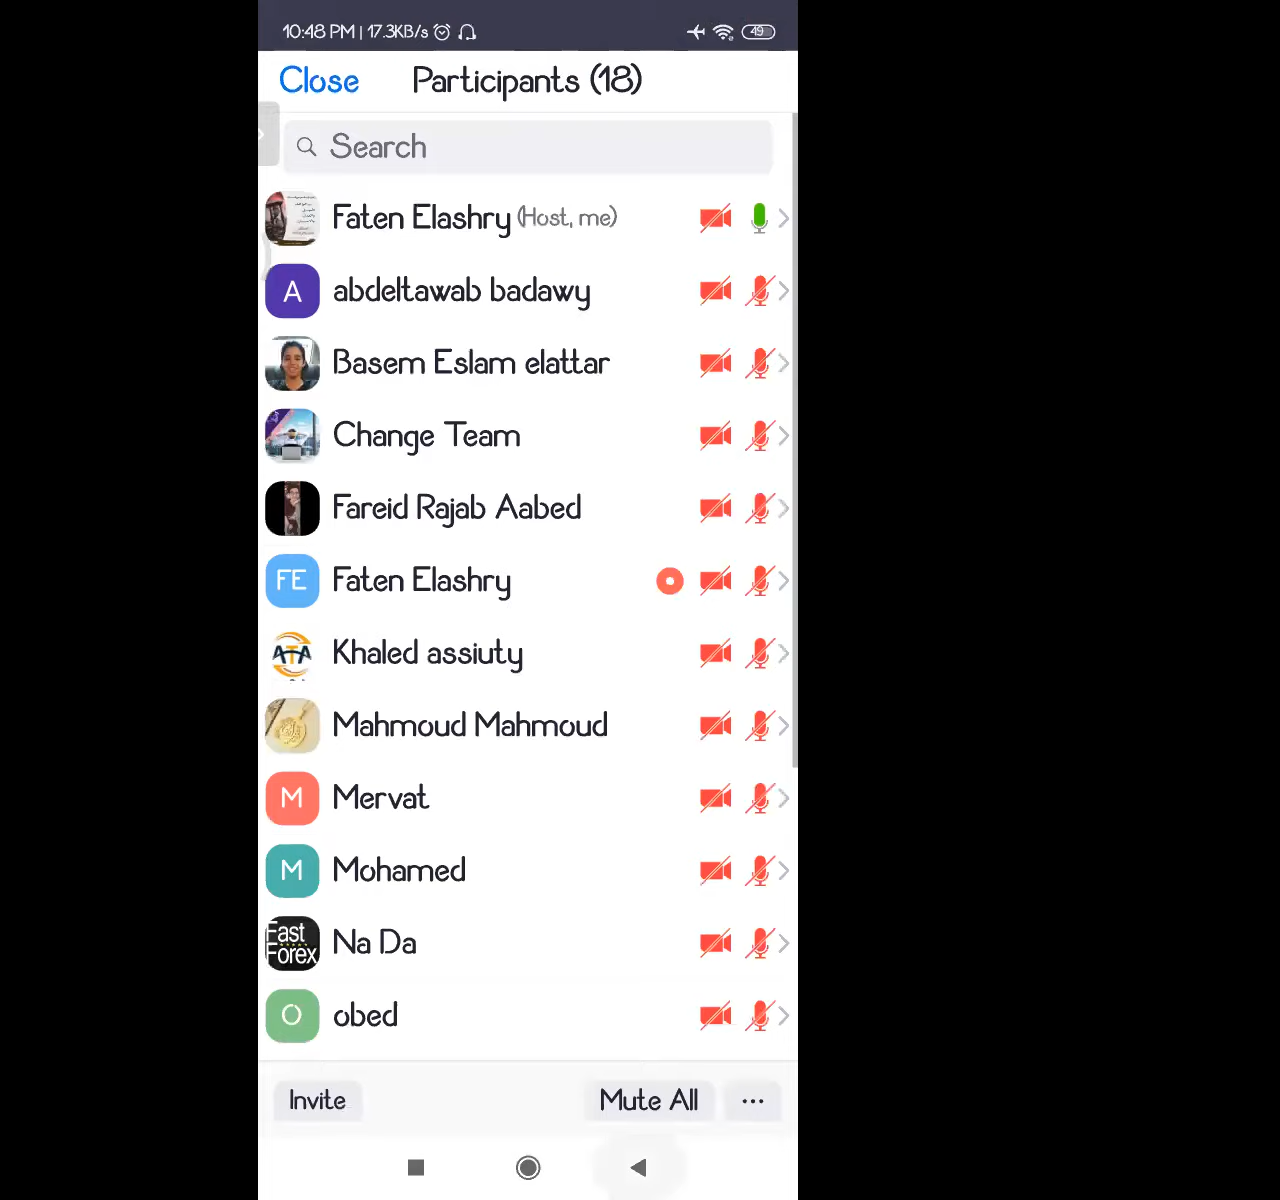 10:48 PM | 17.3KB/s
49
Close Participants (18)
Search
Faten Elashry (Host, me)
A abdeltawab badawy
Basem Eslam elattar
Change Team
Fareid Rajab Aabed
FE Faten Elashry
ATA Khaled assiuty
Mahmoud Mahmoud
M Mervat
M Mohamed
Fast Forex Na Da
O obed
Invite Mute All ...